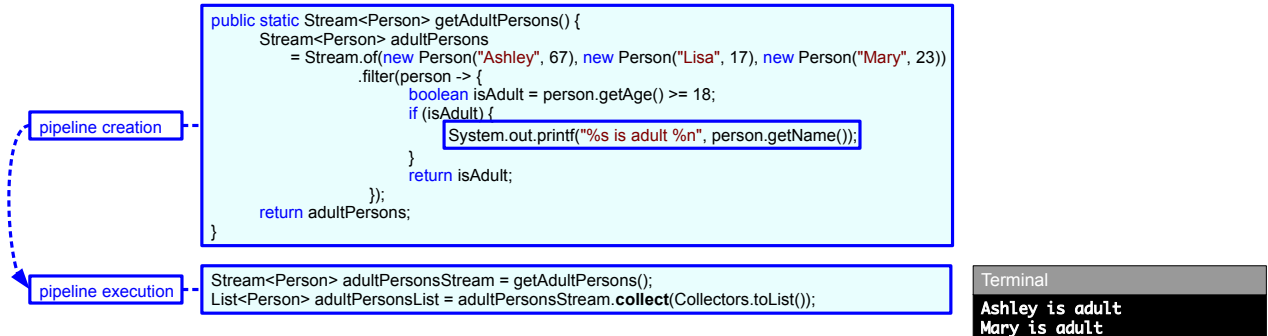 public static Stream<Person> getAdultPersons() {
Stream<Person> adultPersons
= Stream.of(new Person("Ashley", 67), new Person("Lisa", 17), new Person("Mary", 23))
.filter(person -> {
boolean isAdult = person.getAge() >= 18;
if (isAdult) {
pipeline creation
System.out.printf("%s is adult %n", person.getName());
}
return isAdult;
});
return adultPersons;
}
pipeline execution
Stream<Person> adultPersonsStream = getAdultPersons();
List<Person> adultPersonsList = adultPersonsStream.collect(Collectors.toList());
Terminal
Ashley is adult
Mary is adult